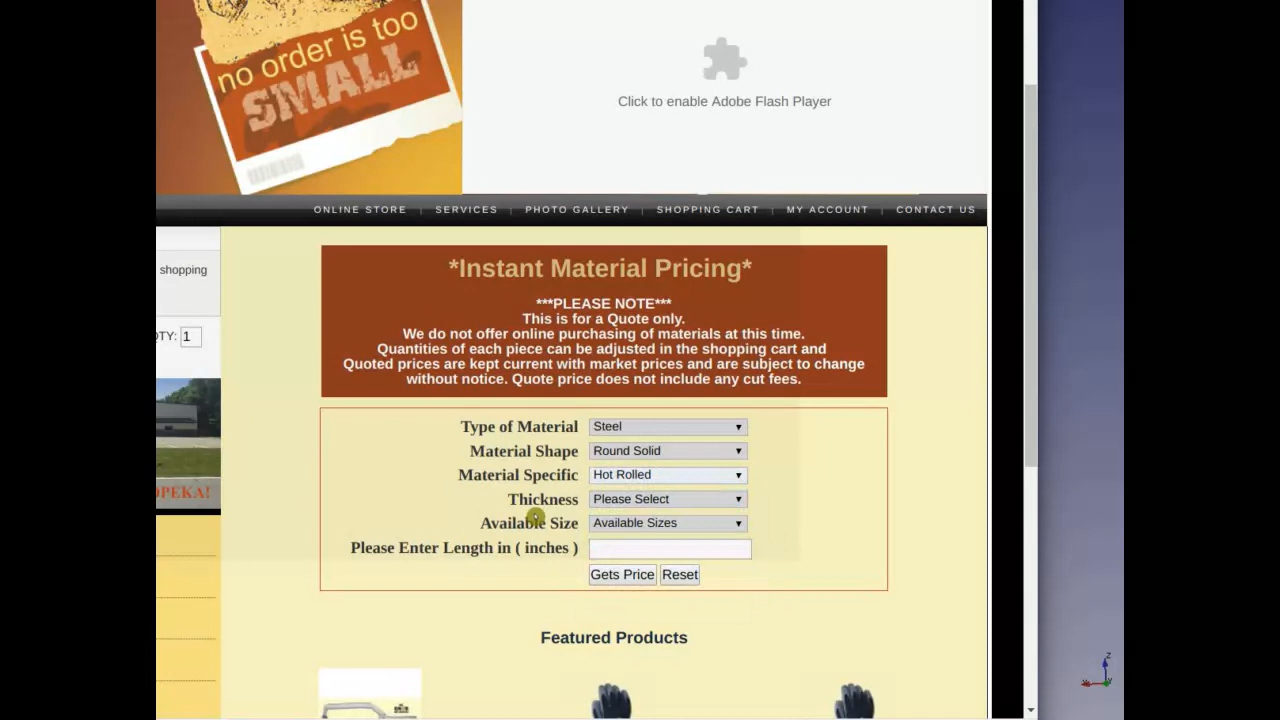 no order is too
SMALL
Click to enable Adobe Flash Player
ONLINE STORE | SERVICES | PHOTO GALLERY | SHOPPING CART | MY ACCOUNT | CONTACT US
*Instant Material Pricing*
***PLEASE NOTE***
This is for a Quote only.
We do not offer online purchasing of materials at this time.
Quantities of each piece can be adjusted in the shopping cart and
Quoted prices are kept current with market prices and are subject to change
without notice. Quote price does not include any cut fees.
shopping
QTY: 1
OPEKA!
Type of Material Steel
Material Shape Round Solid
Material Specific Hot Rolled
Thickness Please Select
Available Size Available Sizes
Please Enter Length in ( inches )
Gets Price Reset
Featured Products
Z